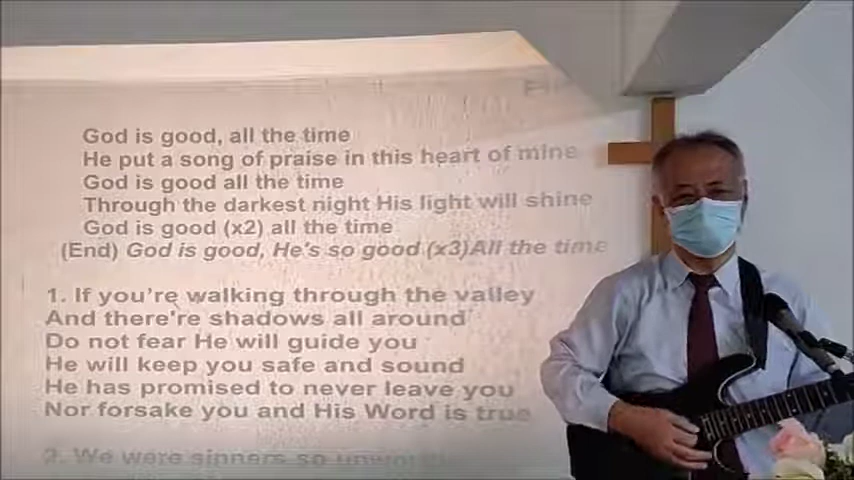 God is good, all the time
He put a song of praise in this heart of mine
God is good all the time
Through the darkest night His light will shine
God is good (x2) all the time
(End) God is good, He's so good (x3)All the time
1. If you're walking through the valley
And there're shadows all around
Do not fear He will guide you
He will keep you safe and sound
He has promised to never leave you
Nor forsake you and His Word is true
2. We were sinners so